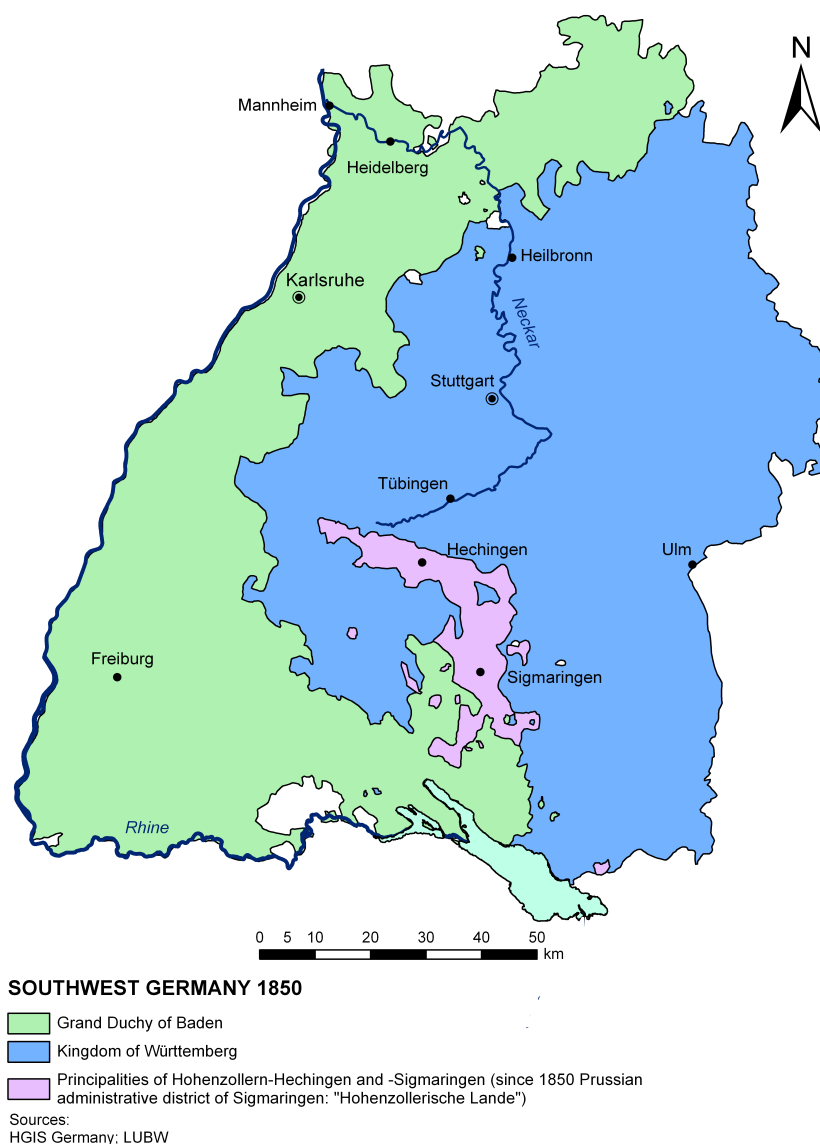 N
Mannheim
Heidelberg
Heilbronn
Karlsruhe
Neckar
Stuttgart
Tübingen
Hechingen
Ulm
Freiburg
Sigmaringen
Rhine
0 5 10 20 30 40 50
km
SOUTHWEST GERMANY 1850
Grand Duchy of Baden
Kingdom of Württemberg
Principalities of Hohenzollern-Hechingen and -Sigmaringen (since 1850 Prussian
administrative district of Sigmaringen: "Hohenzollerische Lande")
Sources:
HGIS Germany; LUBW